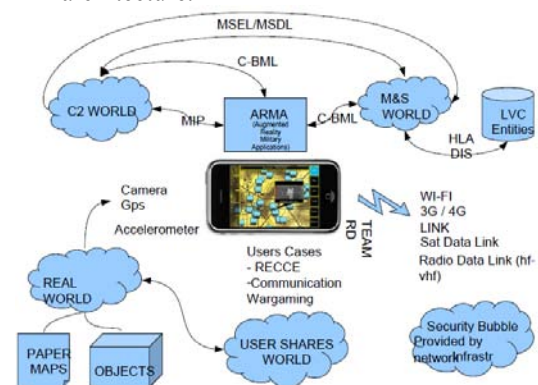 MSEL/MSDL
C-BML
C2 WORLD
MIP
ARMA
(Augmented
Reality
Military
Applications)
C-BML
M&S
WORLD
HLA
DIS
LVC
Entities
Camera
Gps
Accelerometer
TEAM
RD
WI-FI
3G / 4G
LINK
Sat Data Link
Radio Data Link (hf-
vhf)
Users Cases
- RECCE
-Communication
Wargaming
REAL
WORLD
PAPER
MAPS
OBJECTS
USER SHARES
WORLD
Security Bubble
Provided by
networkInfrastr